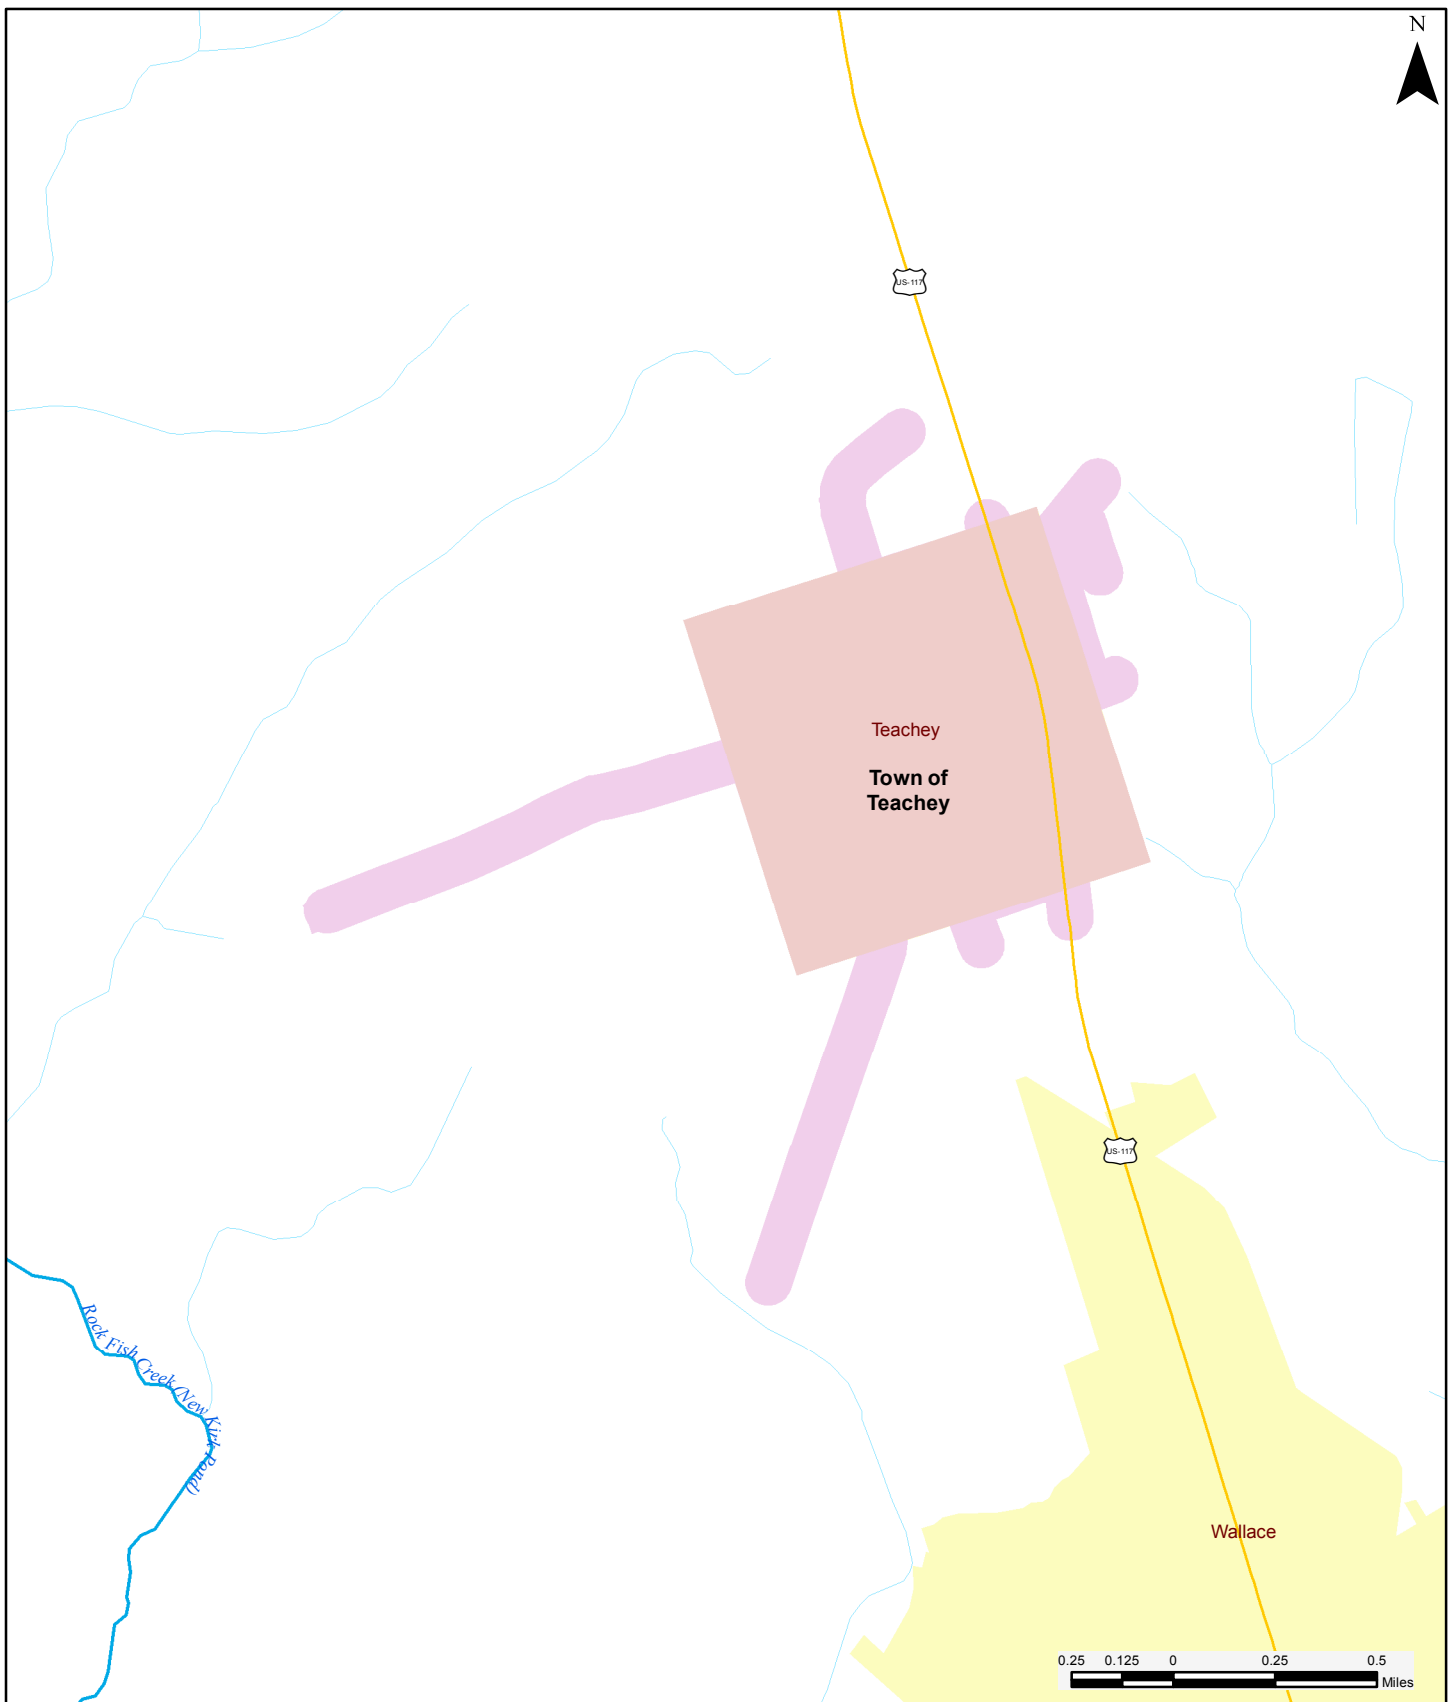 N
US-117
Teachey
Town of
Teachey
US-117
Rock Fish Creek (New Kirk Pond)
Wallace
0.25 0.125 0 0.25 0.5
Miles